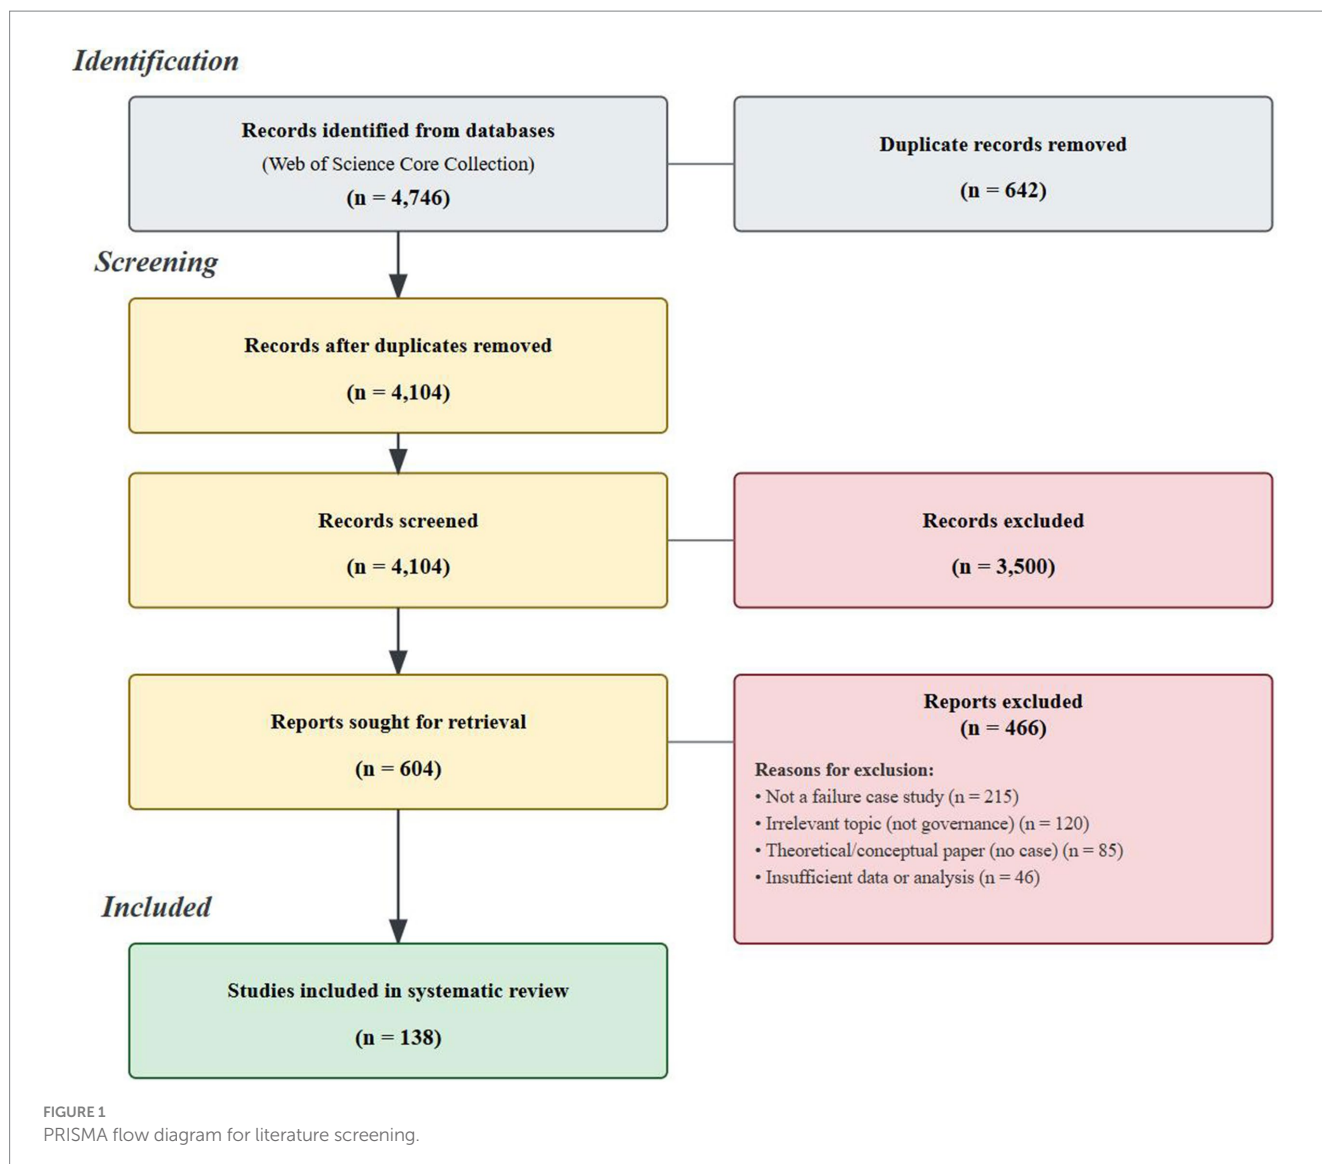 Identification
Records identified from databases
(Web of Science Core Collection)
(n = 4,746)
Duplicate records removed
(n = 642)
Screening
Records after duplicates removed
(n = 4,104)
Records screened
(n = 4,104)
Records excluded
(n = 3,500)
Reports sought for retrieval
(n = 604)
Reports excluded
(n = 466)
Reasons for exclusion:
• Not a failure case study (n = 215)
• Irrelevant topic (not governance) (n = 120)
• Theoretical/conceptual paper (no case) (n = 85)
• Insufficient data or analysis (n = 46)
Included
Studies included in systematic review
(n = 138)
FIGURE 1
PRISMA flow diagram for literature screening.